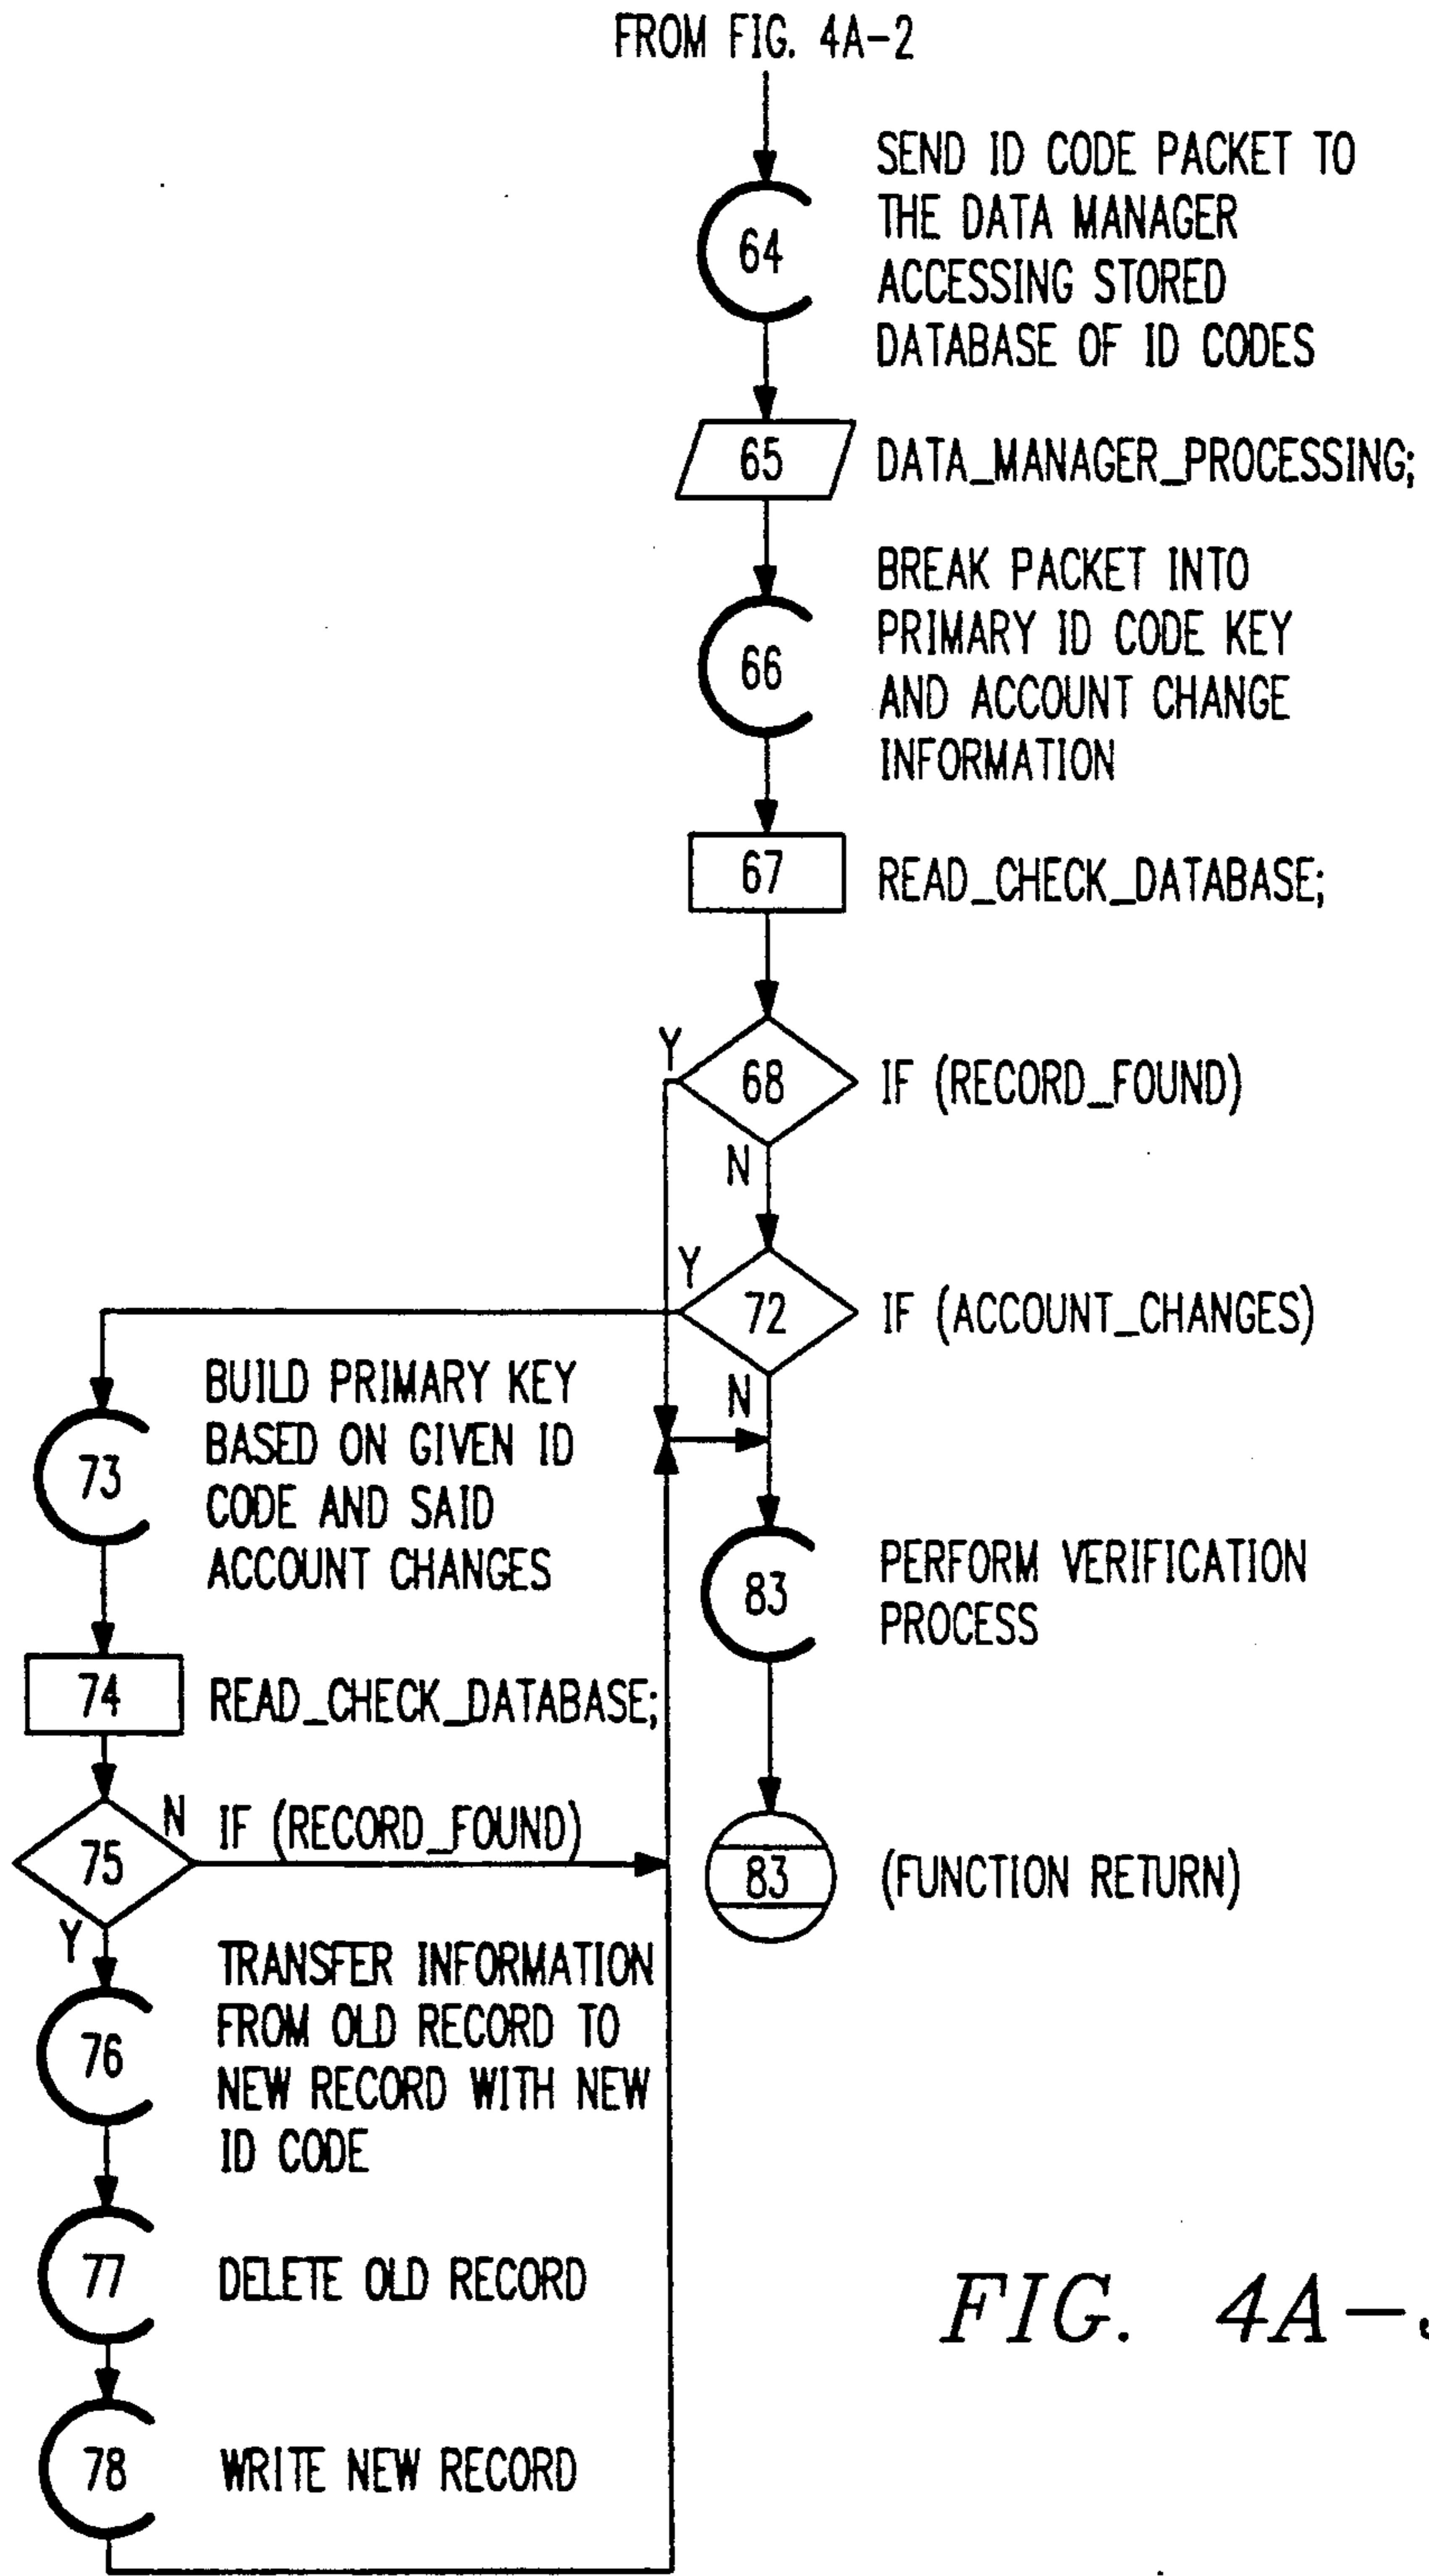 FROM FIG. 4A-2
SEND ID CODE PACKET TO
THE DATA MANAGER
64
ACCESSING STORED
DATABASE OF ID CODES
65 DATA_MANAGER_PROCESSING;
BREAK PACKET INTO
PRIMARY ID CODE KEY
66
AND ACCOUNT CHANGE
INFORMATION
67 READ_CHECK_DATABASE;
Y
68 IF (RECORD_FOUND)
N
Y
72 IF (ACCOUNT_CHANGES)
N
BUILD PRIMARY KEY
BASED ON GIVEN ID
73
CODE AND SAID
ACCOUNT CHANGES
83
PERFORM VERIFICATION
PROCESS
74 READ_CHECK_DATABASE;
N IF (RECORD_FOUND)
75
Y
83 (FUNCTION RETURN)
TRANSFER INFORMATION
FROM OLD RECORD TO
76
NEW RECORD WITH NEW
ID CODE
77 DELETE OLD RECORD
FIG. 4A-
78 WRITE NEW RECORD